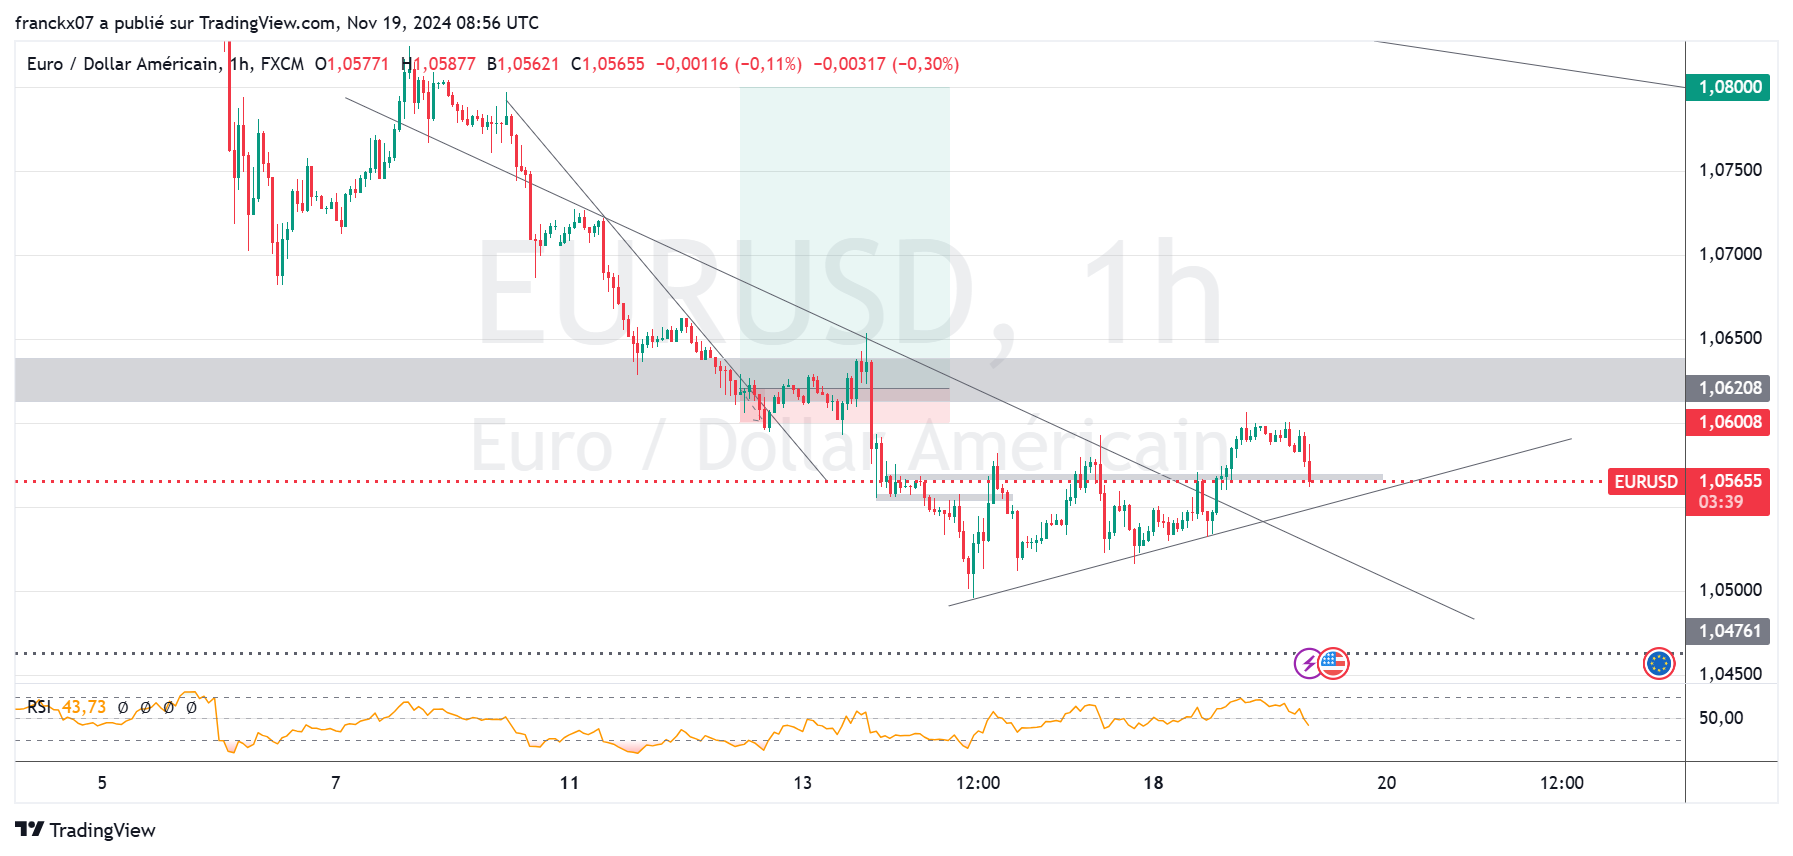 franckx07 a publié sur TradingView.com, Nov 19, 2024 08:56 UTC
Euro / Dollar Américain, 1h, FXCM O1,05771 H1,05877 B1,05621 C1,05655 −0,00116 (−0,11%) −0,00317 (−0,30%)
EURUSD, 1h
Euro / Dollar Américain
1,08000
1,07500
1,07000
1,06500
1,06208
1,06008
EURUSD 1,05655
03:39
1,05000
1,04761
1,04500
RSI 43,73 Ø Ø Ø Ø
50,00
5 7 11 13 12:00 18 20 12:00
TradingView